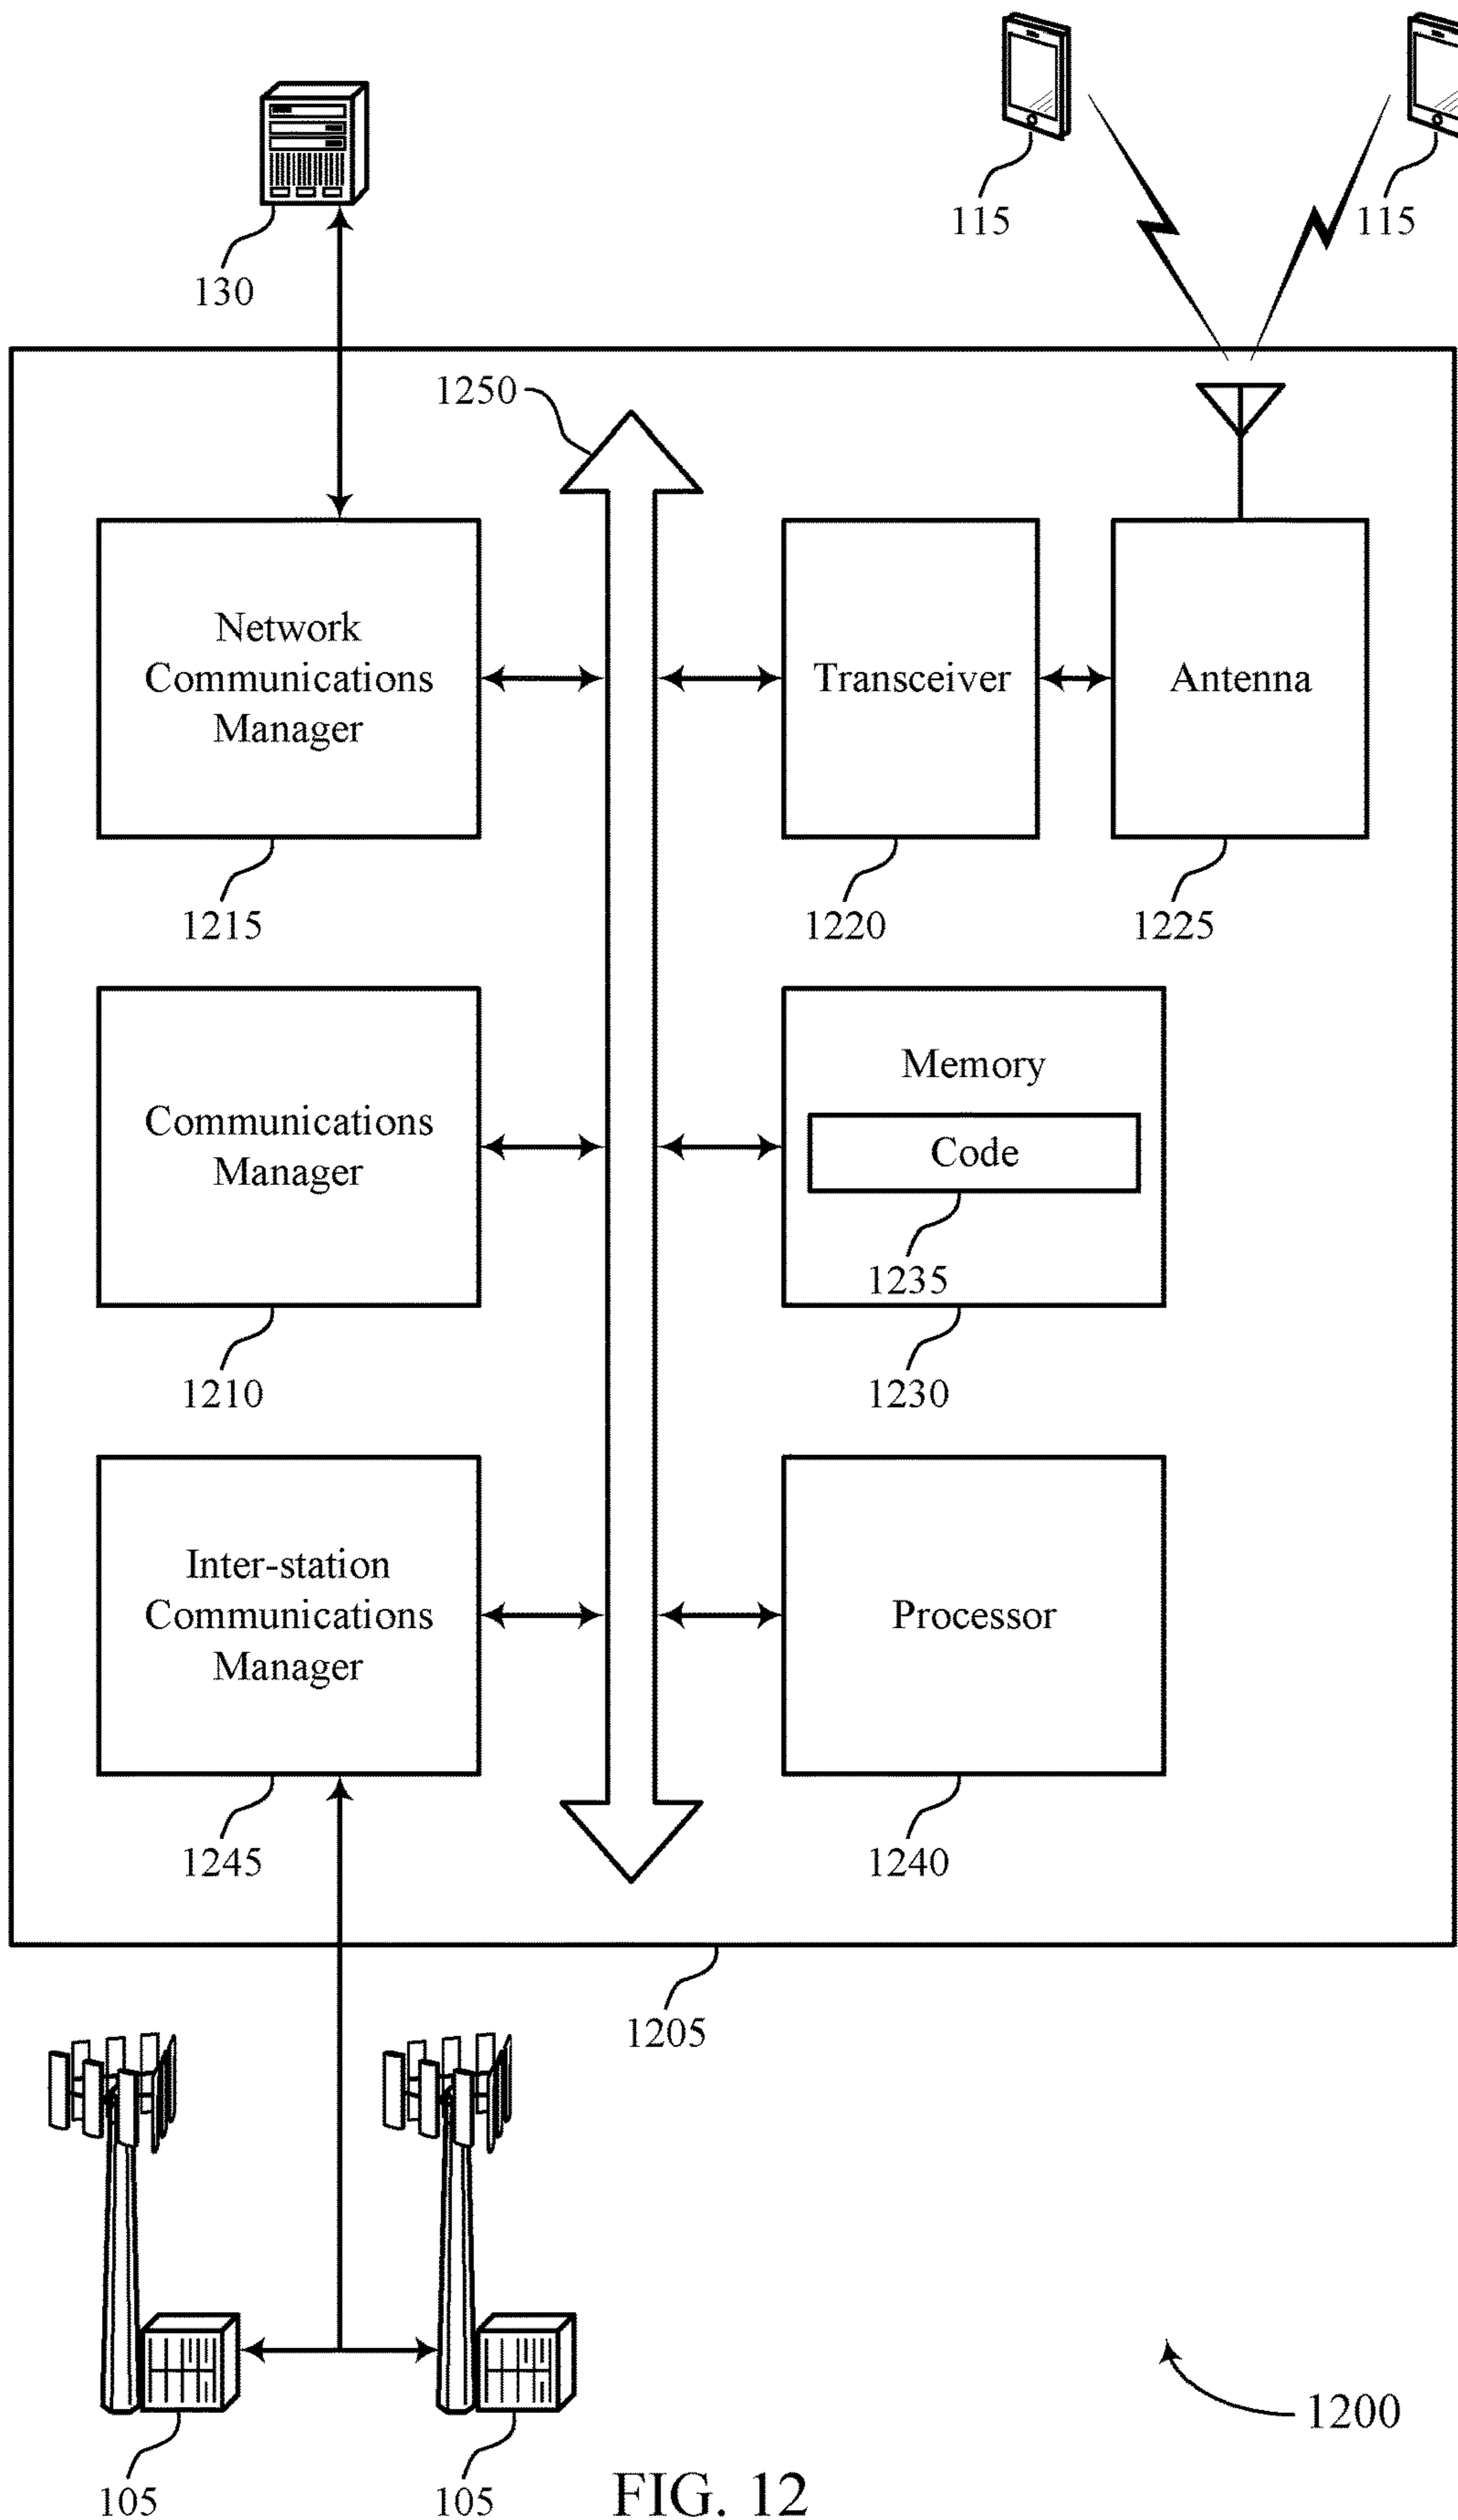 115
115
130
1250
Network
Communications
Manager
Transceiver
Antenna
1215
1220
1225
Communications
Manager
Memory
Code
1235
1210
1230
Inter-station
Communications
Manager
Processor
1245
1240
1205
1200
105
105
FIG. 12